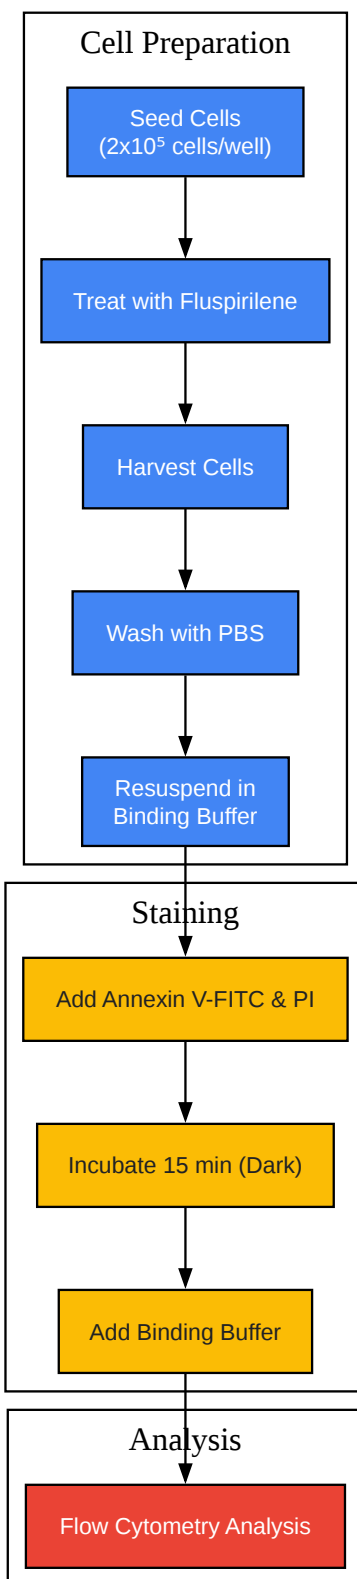 Cell Preparation
Seed Cells
(2x10⁵ cells/well)
Treat with Fluspirilene
Harvest Cells
Wash with PBS
Resuspend in
Binding Buffer
Staining
Add Annexin V-FITC & PI
Incubate 15 min (Dark)
Add Binding Buffer
Analysis
Flow Cytometry Analysis